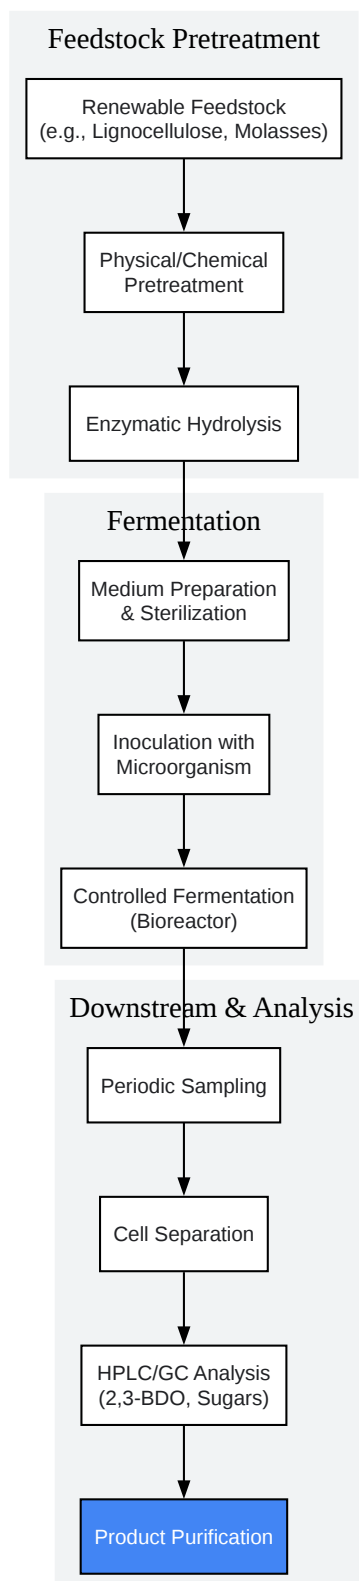 Feedstock Pretreatment
Renewable Feedstock
(e.g., Lignocellulose, Molasses)
Physical/Chemical
Pretreatment
Enzymatic Hydrolysis
Fermentation
Medium Preparation
& Sterilization
Inoculation with
Microorganism
Controlled Fermentation
(Bioreactor)
Downstream & Analysis
Periodic Sampling
Cell Separation
HPLC/GC Analysis
(2,3-BDO, Sugars)
Product Purification